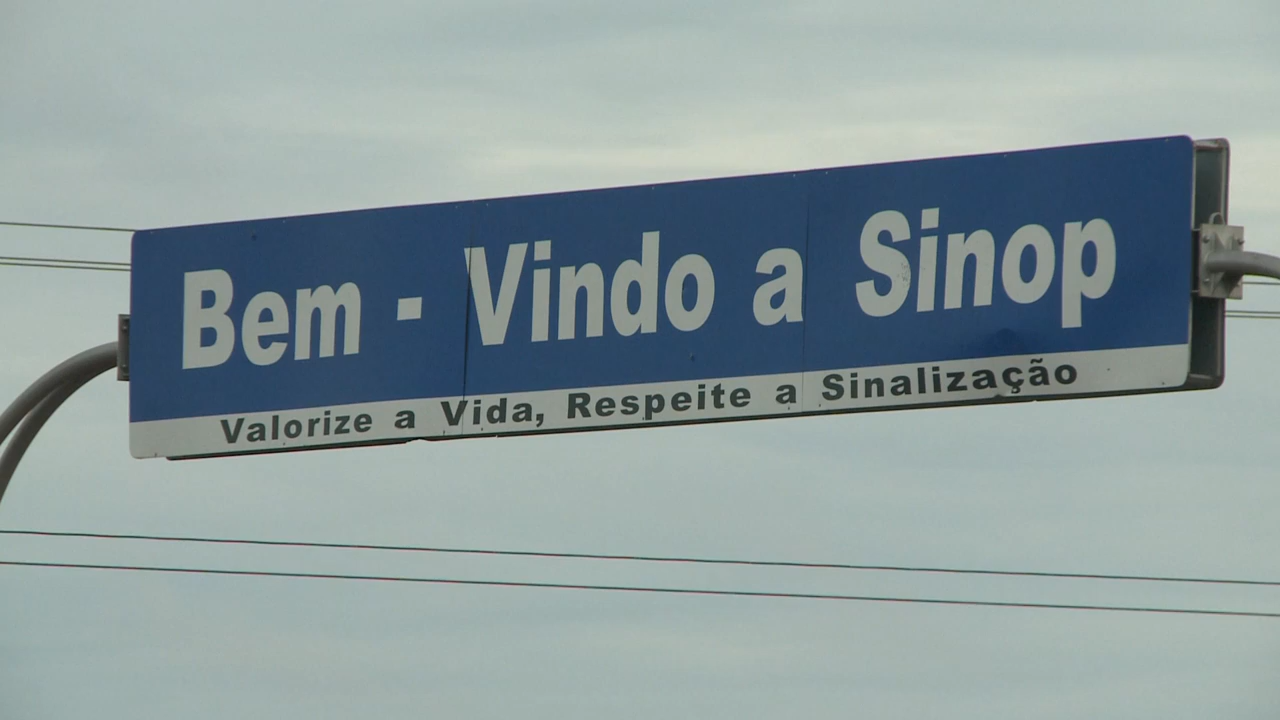 Bem - Vindo a Sinop
Valorize a Vida, Respeite a Sinalização